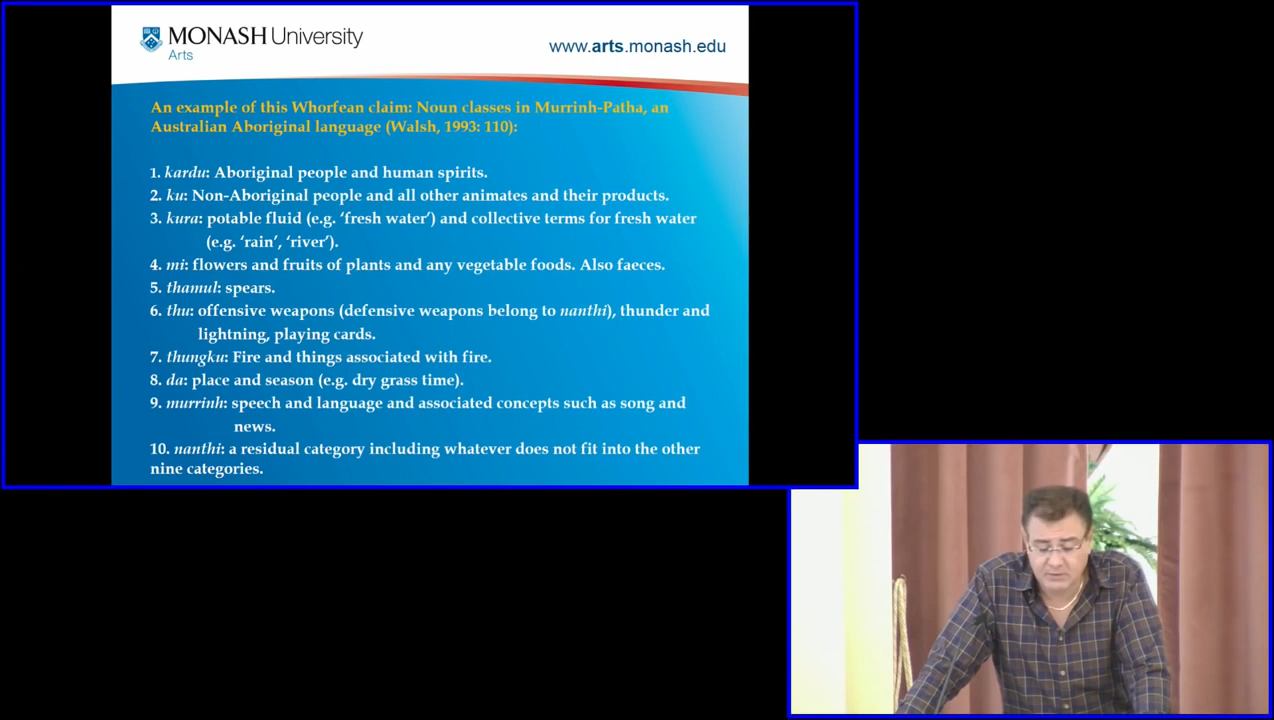 MONASH University
Arts
www.arts.monash.edu
An example of this Whorfean claim: Noun classes in Murrinh-Patha, an
Australian Aboriginal language (Walsh, 1993: 110):
1. kardu: Aboriginal people and human spirits.
2. ku: Non-Aboriginal people and all other animates and their products.
3. kura: potable fluid (e.g. ‘fresh water’) and collective terms for fresh water
(e.g. ‘rain’, ‘river’).
4. mi: flowers and fruits of plants and any vegetable foods. Also faeces.
5. thamul: spears.
6. thu: offensive weapons (defensive weapons belong to nanthi), thunder and
lightning, playing cards.
7. thungku: Fire and things associated with fire.
8. da: place and season (e.g. dry grass time).
9. murrinh: speech and language and associated concepts such as song and
news.
10. nanthi: a residual category including whatever does not fit into the other
nine categories.